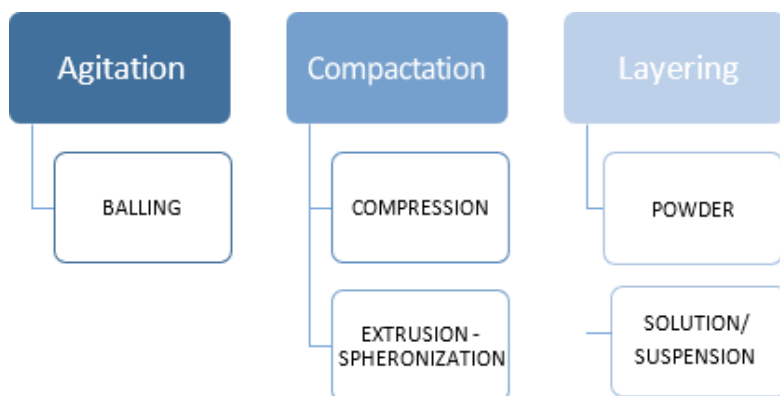 Agitation
BALLING
Compactation
COMPRESSION
EXTRUSION -
SPHERONIZATION
Layering
POWDER
SOLUTION/
SUSPENSION